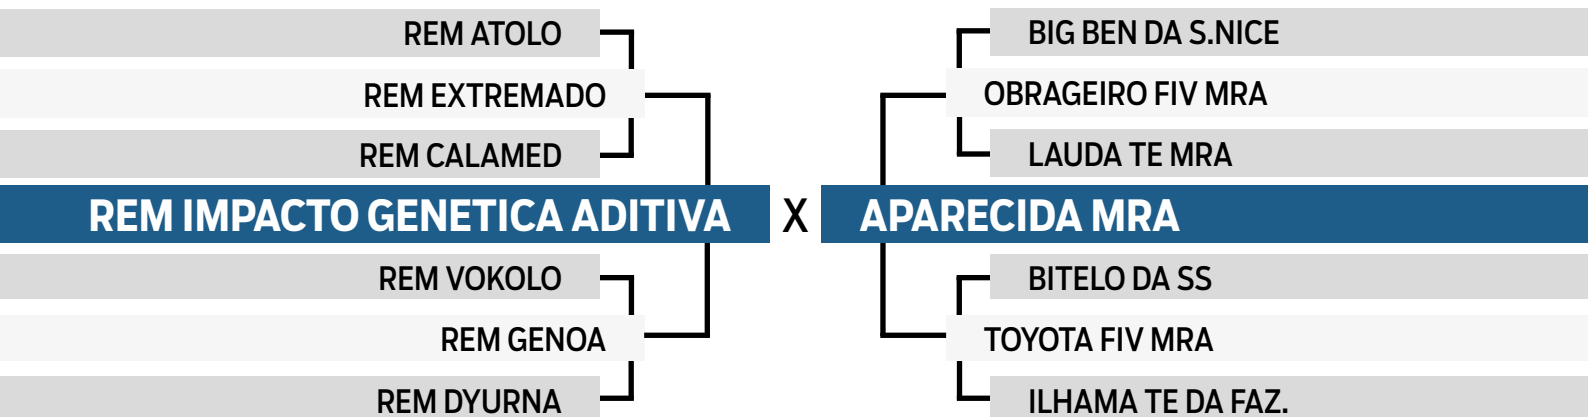 REM ATOLO
REM EXTREMADO
REM CALAMED
REM IMPACTO GENETICA ADITIVA
REM VOKOLO
REM GENOA
REM DYURNA
X
BIG BEN DA S.NICE
OBRAGEIRO FIV MRA
LAUDA TE MRA
APARECIDA MRA
BITELO DA SS
TOYOTA FIV MRA
ILHAMA TE DA FAZ.